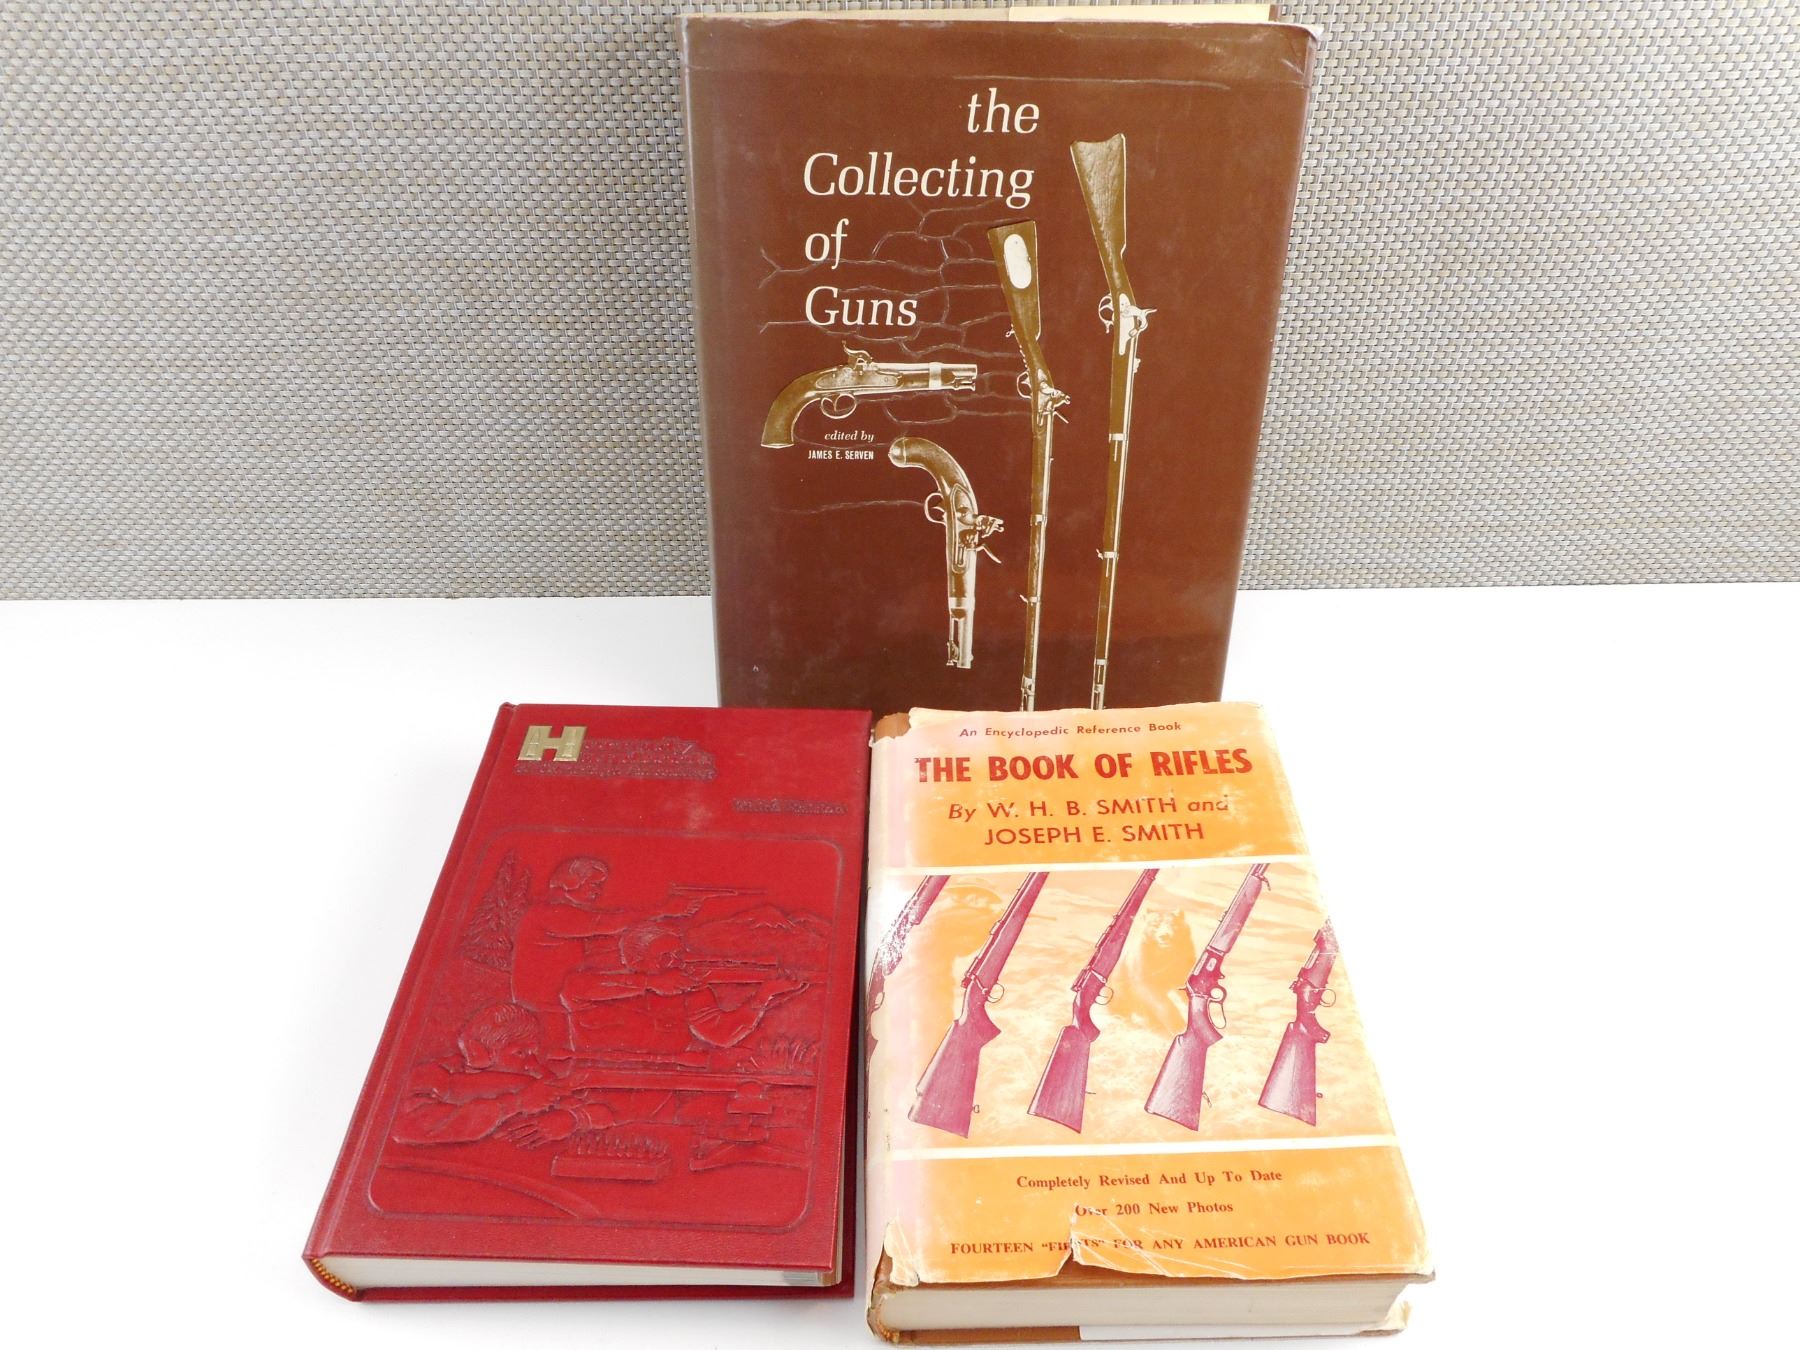 the
Collecting
of
Guns
edited by
JAMES E. SERVEN
H
Third Edition
An Encyclopedic Reference Book
THE BOOK OF RIFLES
By W. H. B. SMITH and
JOSEPH E. SMITH
Completely Revised And Up To Date
Over 200 New Photos
FOURTEEN "FIRSTS" FOR ANY AMERICAN GUN BOOK